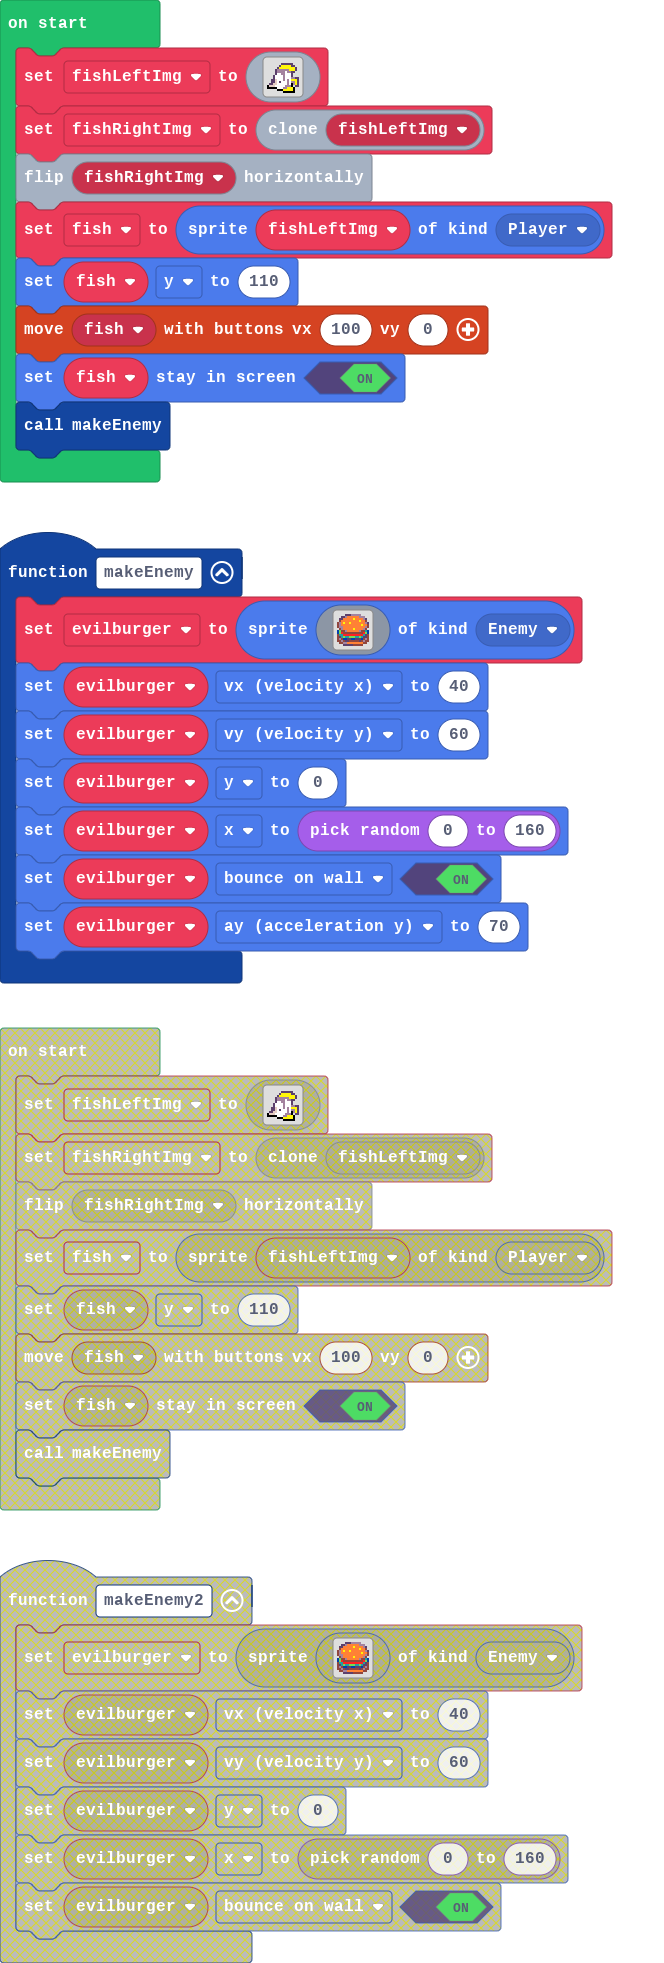 on start
set fishLeftImg to
set fishRightImg to clone fishLeftImg
flip fishRightImg horizontally
set fish to sprite fishLeftImg of kind Player
set fish y to 110
move fish with buttons vx 100 vy 0
set fish stay in screen ON
call makeEnemy
function makeEnemy
set evilburger to sprite of kind Enemy
set evilburger vx (velocity x) to 40
set evilburger vy (velocity y) to 60
set evilburger y to 0
set evilburger x to pick random 0 to 160
set evilburger bounce on wall ON
set evilburger ay (acceleration y) to 70
on start
set fishLeftImg to
set fishRightImg to clone fishLeftImg
flip fishRightImg horizontally
set fish to sprite fishLeftImg of kind Player
set fish y to 110
move fish with buttons vx 100 vy 0
set fish stay in screen ON
call makeEnemy
function makeEnemy2
set evilburger to sprite of kind Enemy
set evilburger vx (velocity x) to 40
set evilburger vy (velocity y) to 60
set evilburger y to 0
set evilburger x to pick random 0 to 160
set evilburger bounce on wall ON